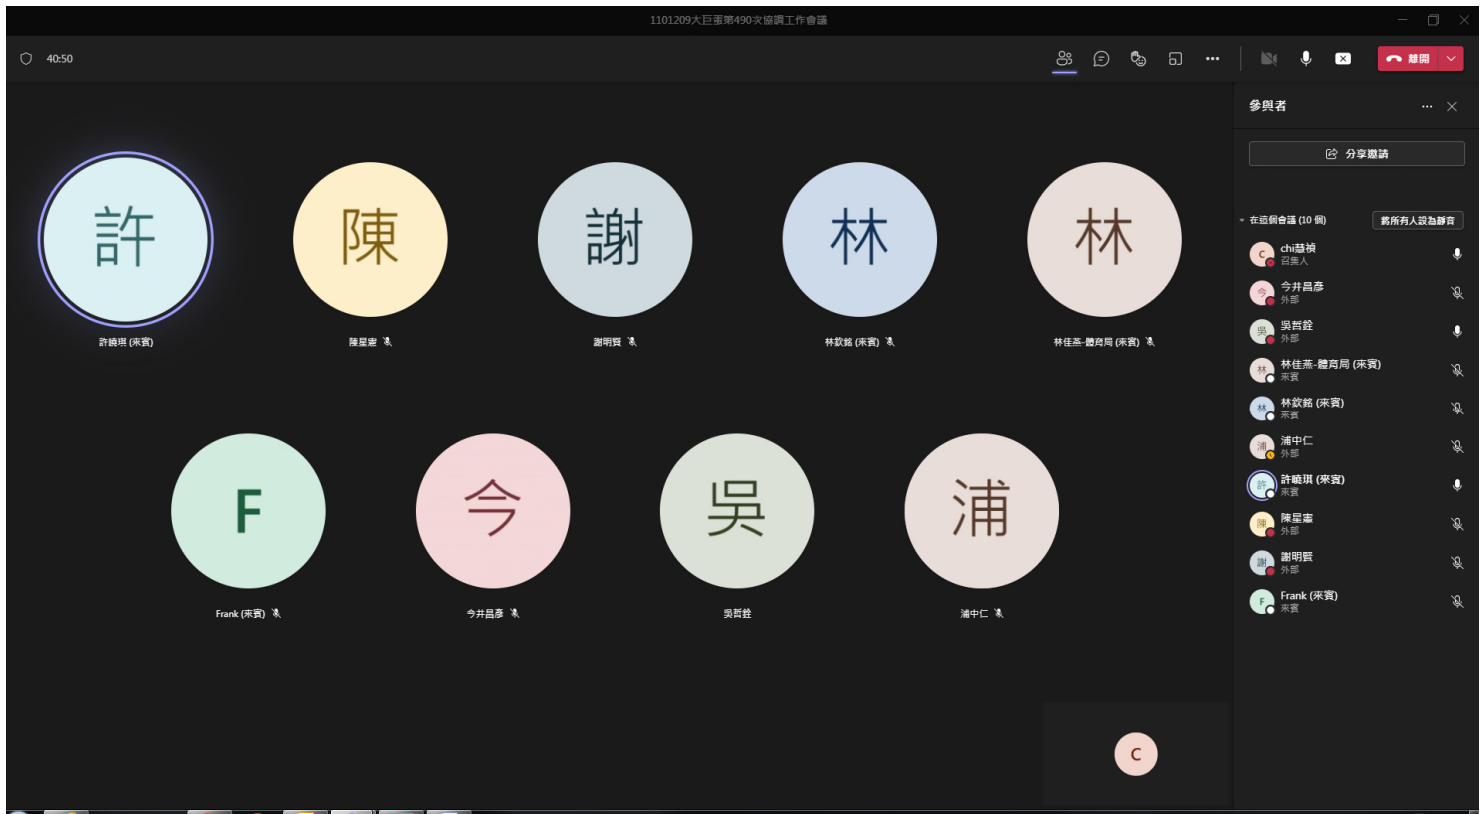 1101209大巨蛋第490次協調工作會議
40:50
離開
許
陳
謝
林
林
許曉琪 (來賓)
陳星憲
謝明賢
林欽銘 (來賓)
林佳燕-體育局 (來賓)
F
今
吳
浦
Frank (來賓)
今井昌彥
吳哲銓
浦中仁
C
參與者
分享邀請
在這個會議 (10 個)
將所有人設為靜音
C
chi慧禎
召集人
今
今井昌彥
外部
吳
吳哲銓
外部
林
林佳燕-體育局 (來賓)
來賓
林
林欽銘 (來賓)
來賓
浦
浦中仁
外部
許
許曉琪 (來賓)
來賓
陳
陳星憲
外部
謝
謝明賢
外部
F
Frank (來賓)
來賓